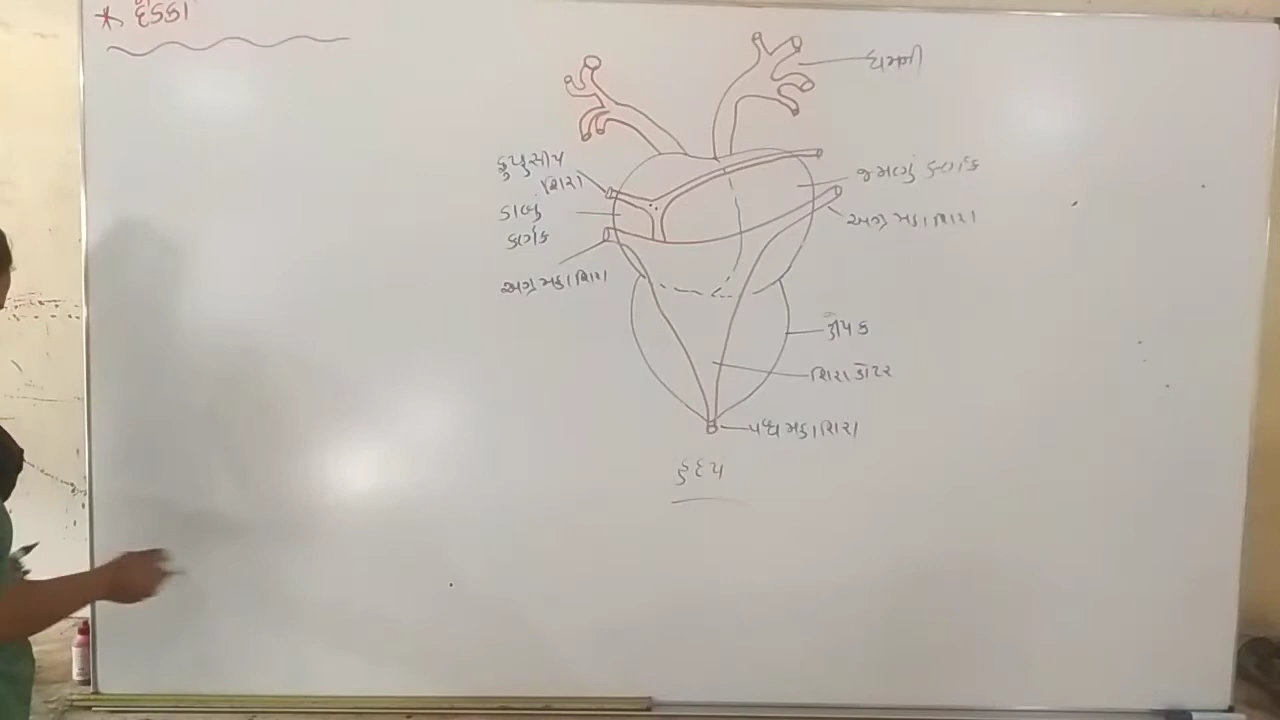 * દેડકા
ધમની
ફુપ્ફુસીય
શિરા
ડાબું
કર્ણક
અગ્ર મહાશિરા
જમણું કર્ણક
અગ્ર મહાશિરા
ક્ષેપક
શિરાકોટર
પશ્ચ મહાશિરા
હૃદય